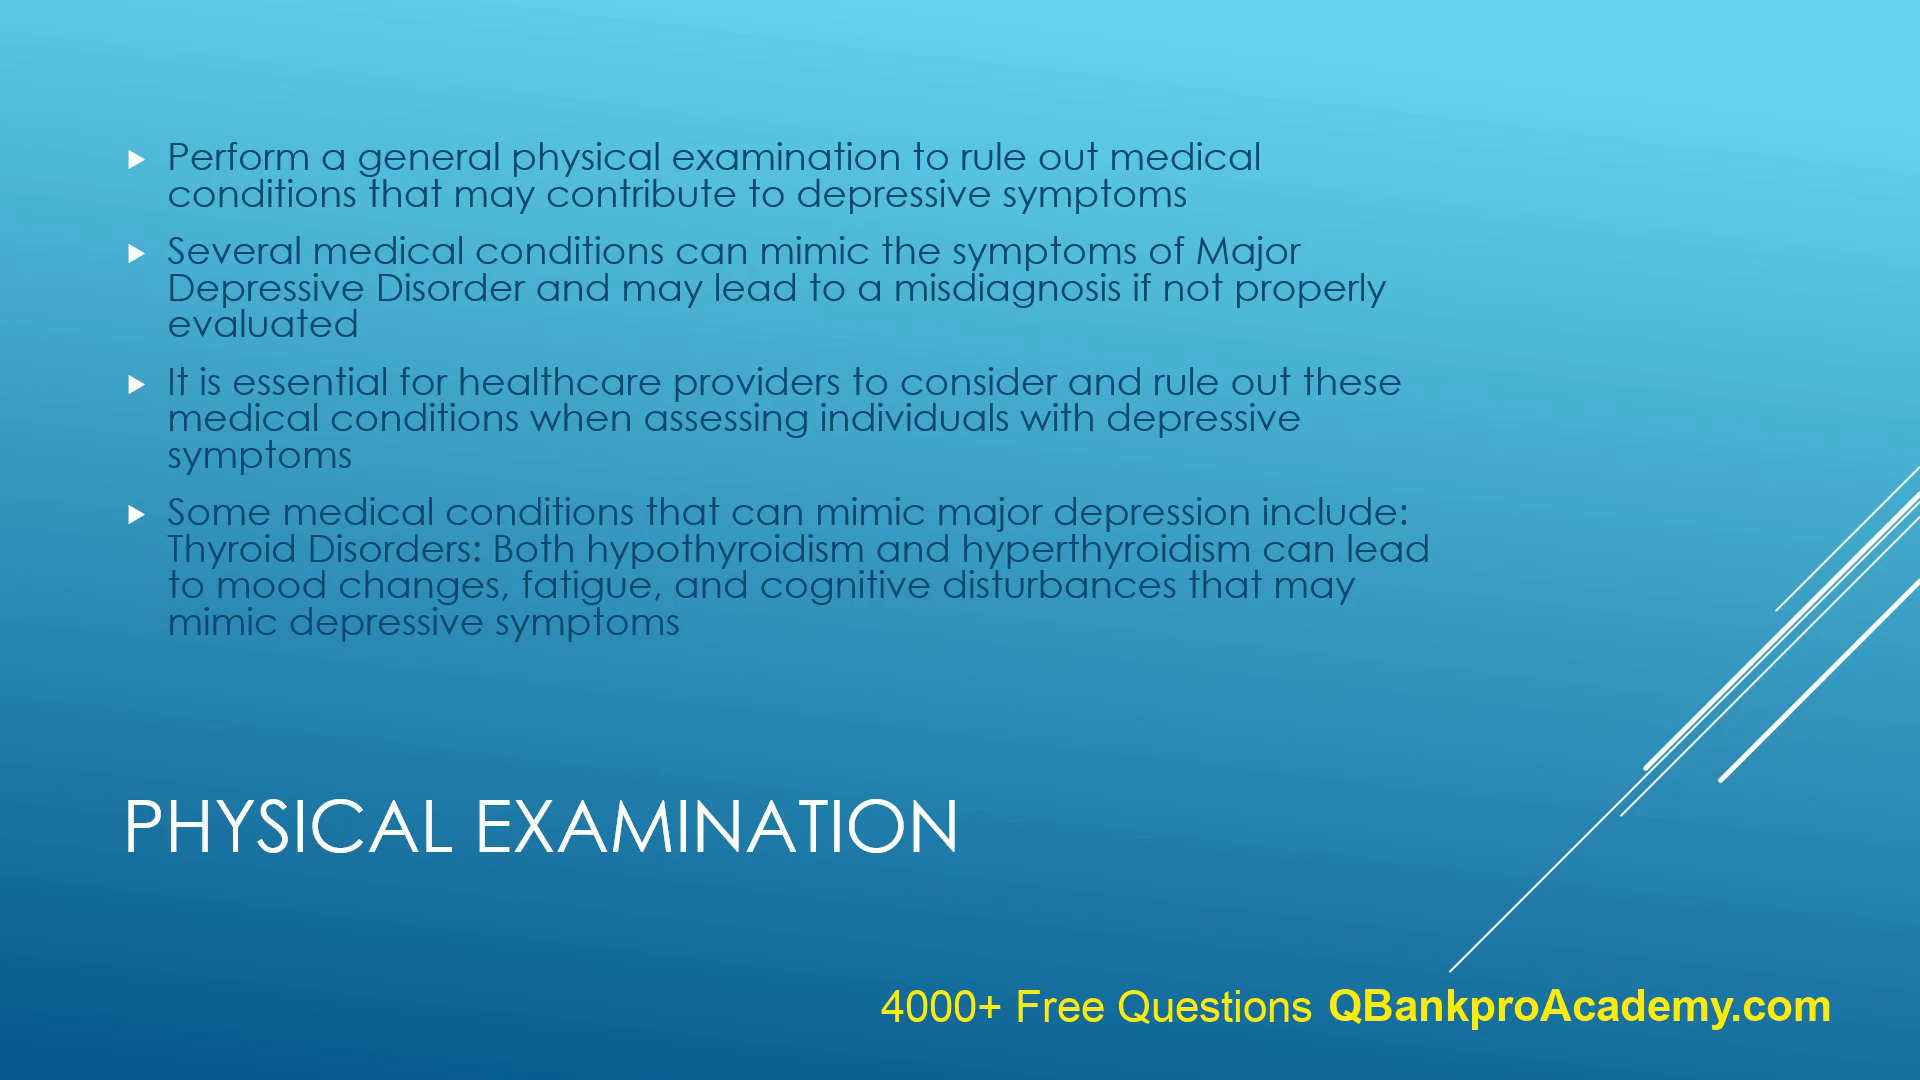 Perform a general physical examination to rule out medical
conditions that may contribute to depressive symptoms
Several medical conditions can mimic the symptoms of Major
Depressive Disorder and may lead to a misdiagnosis if not properly
evaluated
It is essential for healthcare providers to consider and rule out these
medical conditions when assessing individuals with depressive
symptoms
Some medical conditions that can mimic major depression include:
Thyroid Disorders: Both hypothyroidism and hyperthyroidism can lead
to mood changes, fatigue, and cognitive disturbances that may
mimic depressive symptoms
PHYSICAL EXAMINATION
4000+ Free Questions QBankproAcademy.com